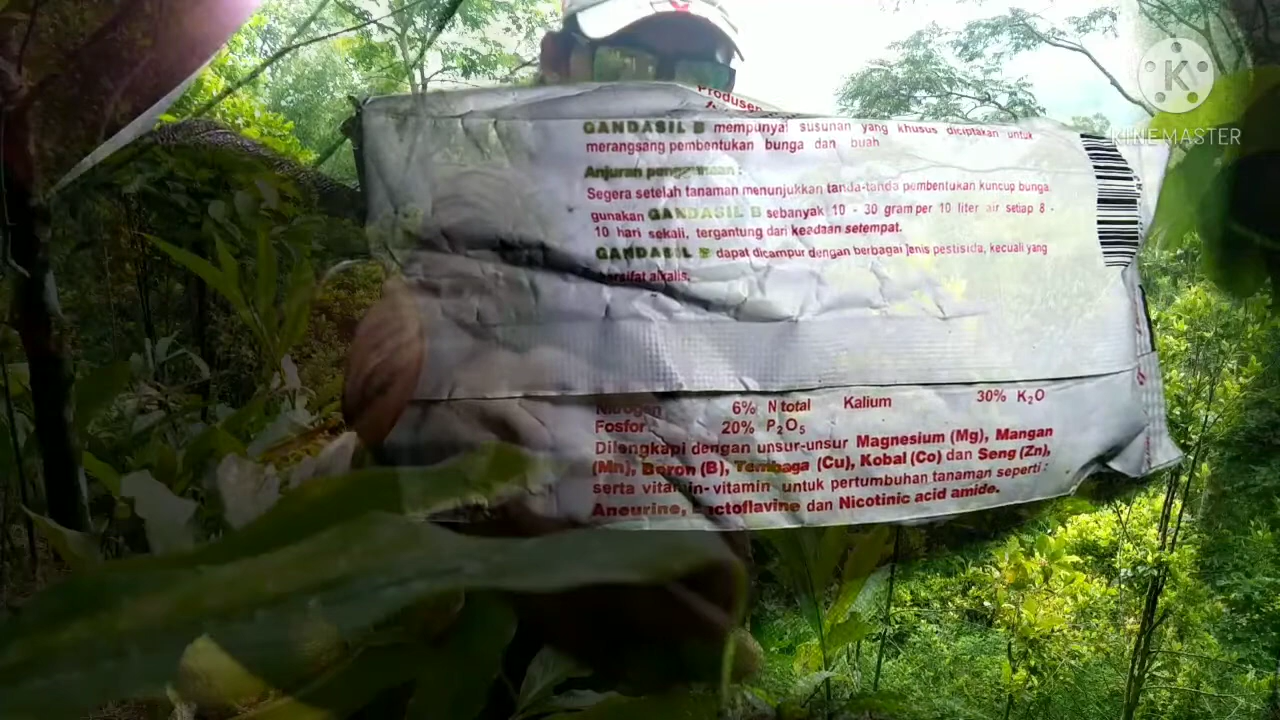 Produsen
GANDASIL B mempunyai susunan yang khusus diciptakan untuk
merangsang pembentukan bunga dan buah
Anjuran penggunaan :
Segera setelah tanaman menunjukkan tanda-tanda pembentukan kuncup bunga.
gunakan GANDASIL B sebanyak 10 - 30 gram per 10 liter air setiap 8 -
10 hari sekali, tergantung dari keadaan setempat.
GANDASIL B dapat dicampur dengan berbagai jenis pestisida, kecuali yang
bersifat alkalis.
Nitrogen 6% N total Kalium 30% K₂O
Fosfor 20% P₂O₅
Dilengkapi dengan unsur-unsur Magnesium (Mg), Mangan
(Mn), Boron (B), Tembaga (Cu), Kobal (Co) dan Seng (Zn),
serta vitamin-vitamin untuk pertumbuhan tanaman seperti :
Aneurine, Lactoflavine dan Nicotinic acid amide.
K
KINEMASTER